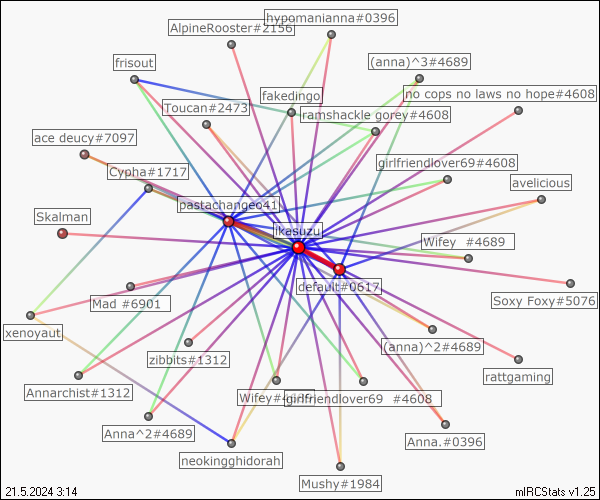 hypomanianna#0396
AlpineRooster#2156
frisout
(anna)^3#4689
fakedingo
no cops no laws no hope#4608
Toucan#2473
ramshackle gorey#4608
ace deucy#7097
Cypha#1717
girlfriendlover69#4608
avelicious
pastachangeo41
Skalman
ikesuzu
Wifey #4689
default#0617
Mad #6901
Soxy Foxy#5076
xenoyaut
zibbits#1312
(anna)^2#4689
rattgaming
Annarchist#1312
Wifey#4
girlfriendlover69 #4608
Anna^2#4689
Anna.#0396
neokingghidorah
Mushy#1984
21.5.2024 3:14
mIRCStats v1.25